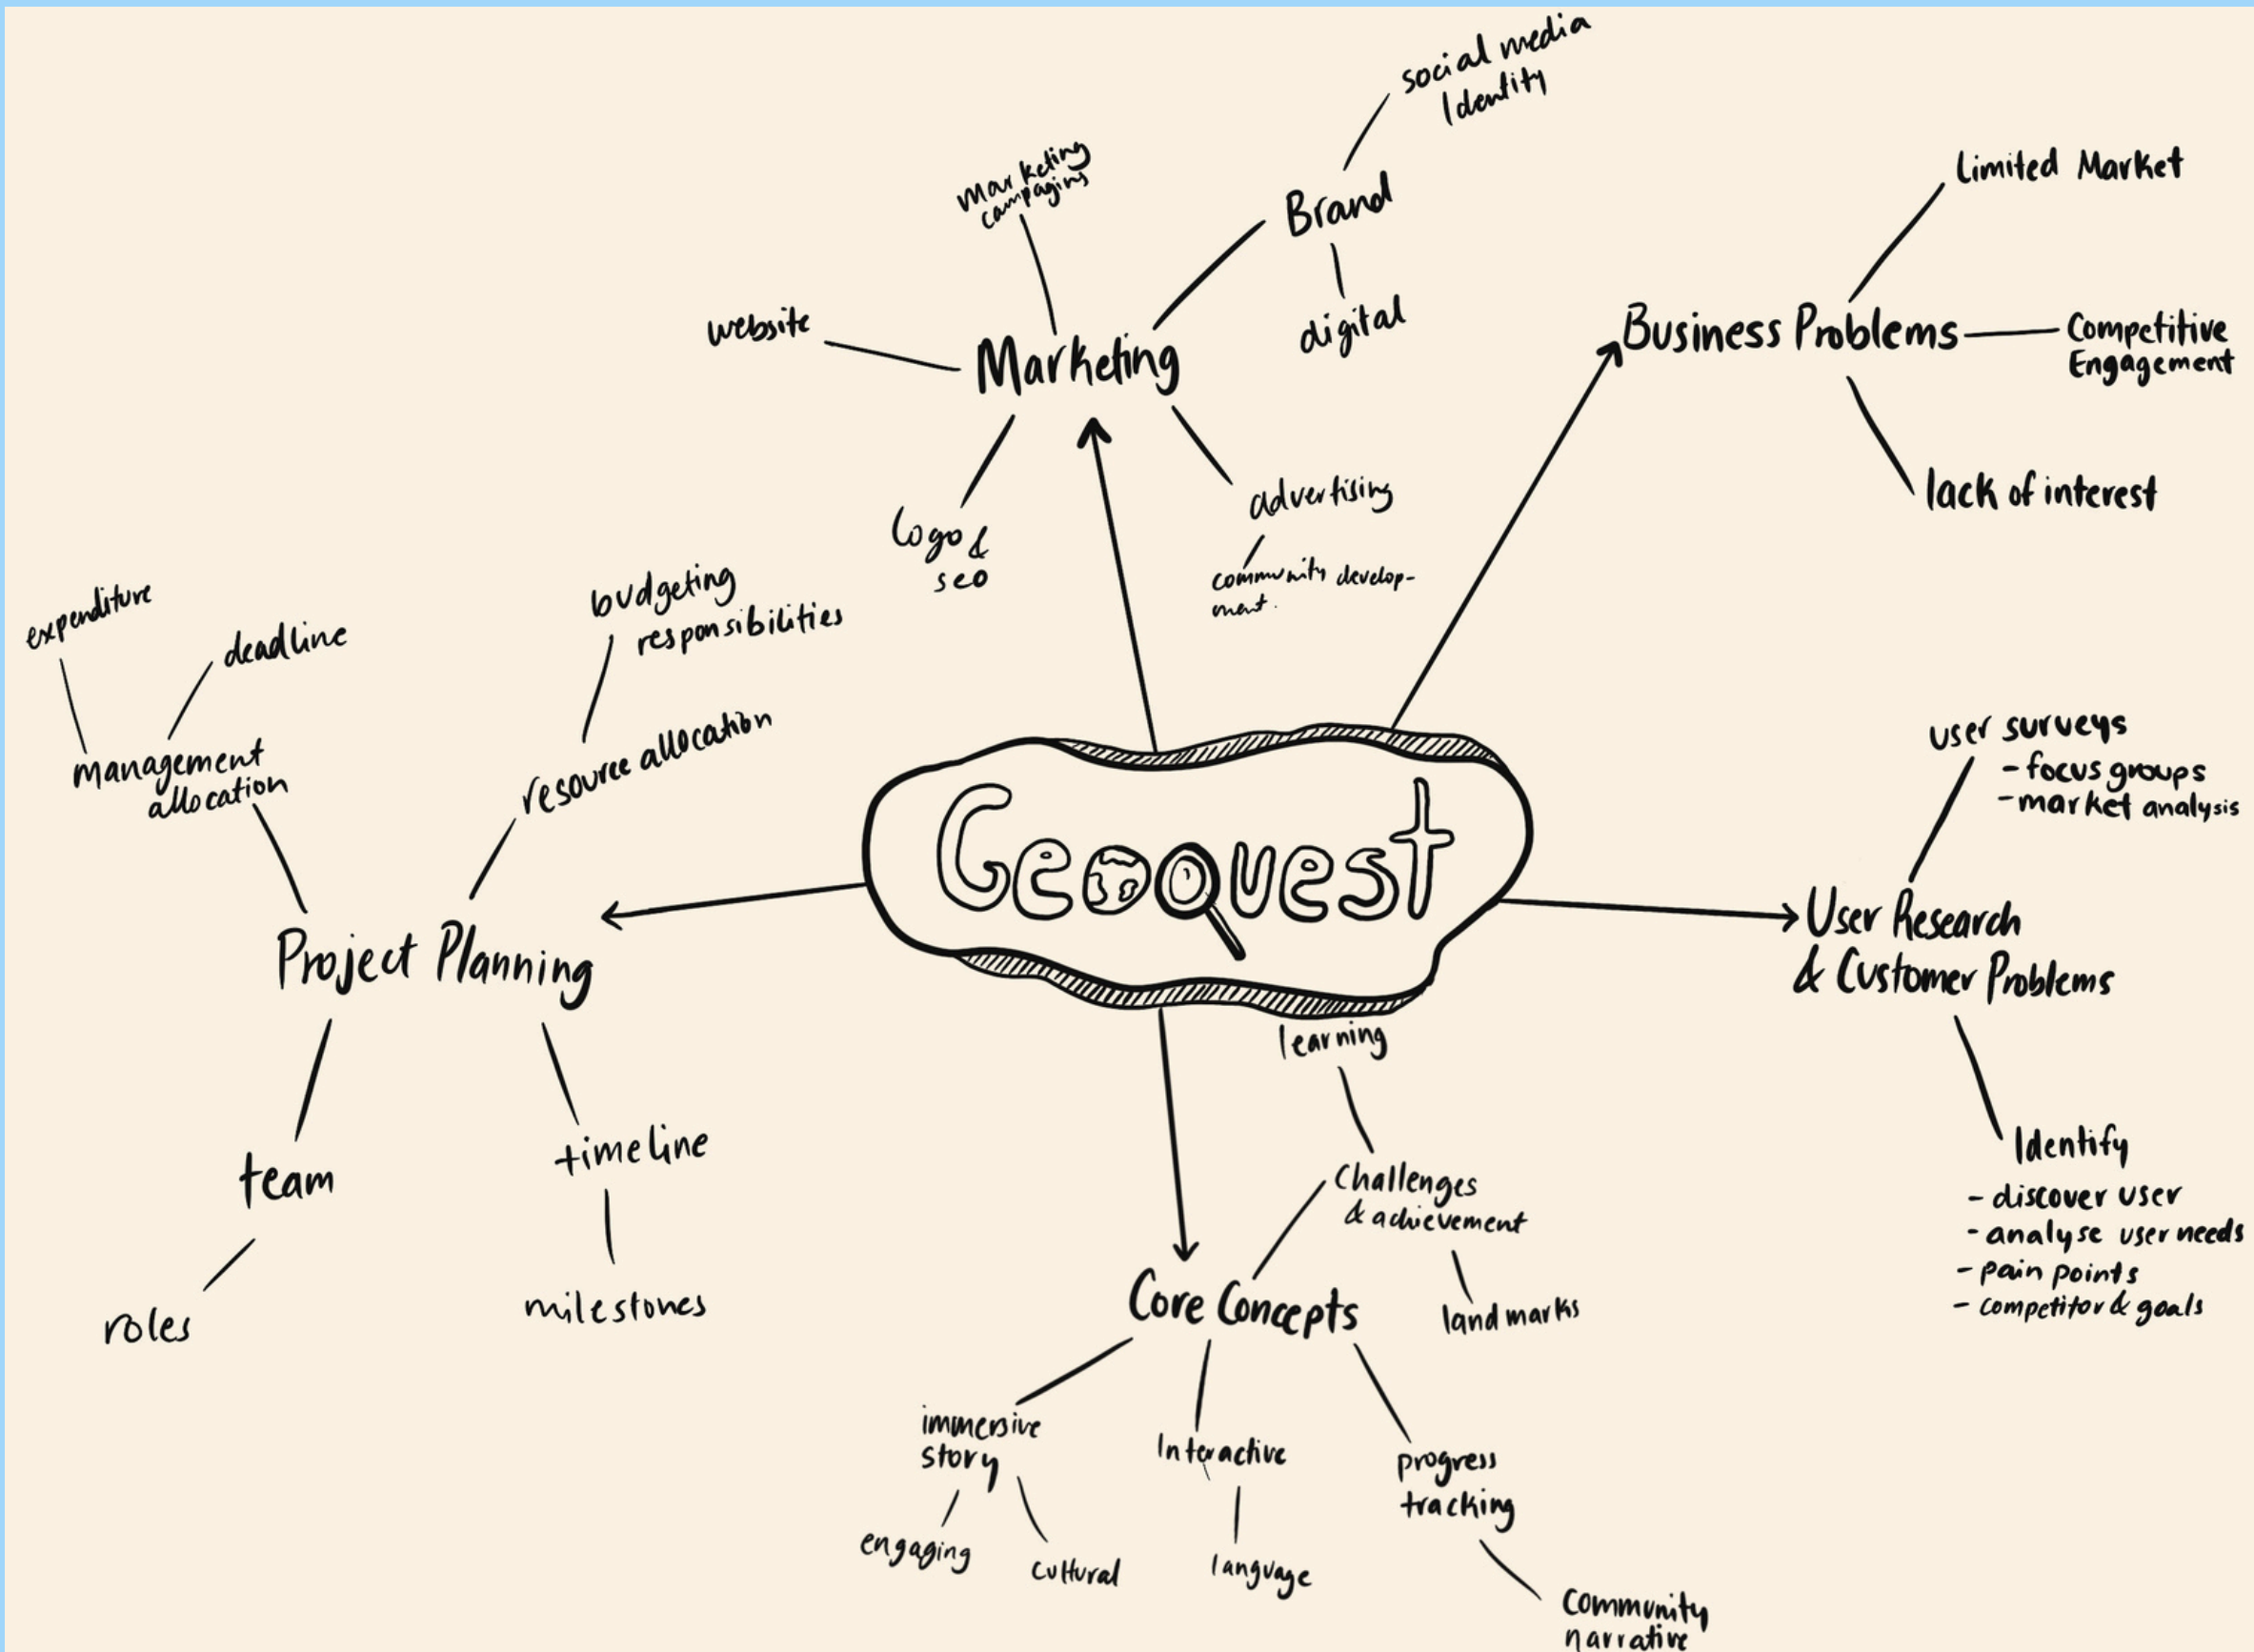 social media
Identity
Brand
digital
marketing
campagins
website
Marketing
logo &
seo
advertising
community develop-
ment.
Business Problems
Limited Market
Competitive
Engagement
lack of interest
expenditure
deadline
management
allocation
budgeting
responsibilities
resource allocation
Project Planning
team
roles
timeline
milestones
GeoQuest
user surveys
- focus groups
- market analysis
User Research
& Customer Problems
Identify
- discover user
- analyse user needs
- pain points
- competitor & goals
learning
Challenges
& achievement
landmarks
Core Concepts
immersive
story
engaging
cultural
Interactive
language
progress
tracking
community
narrative